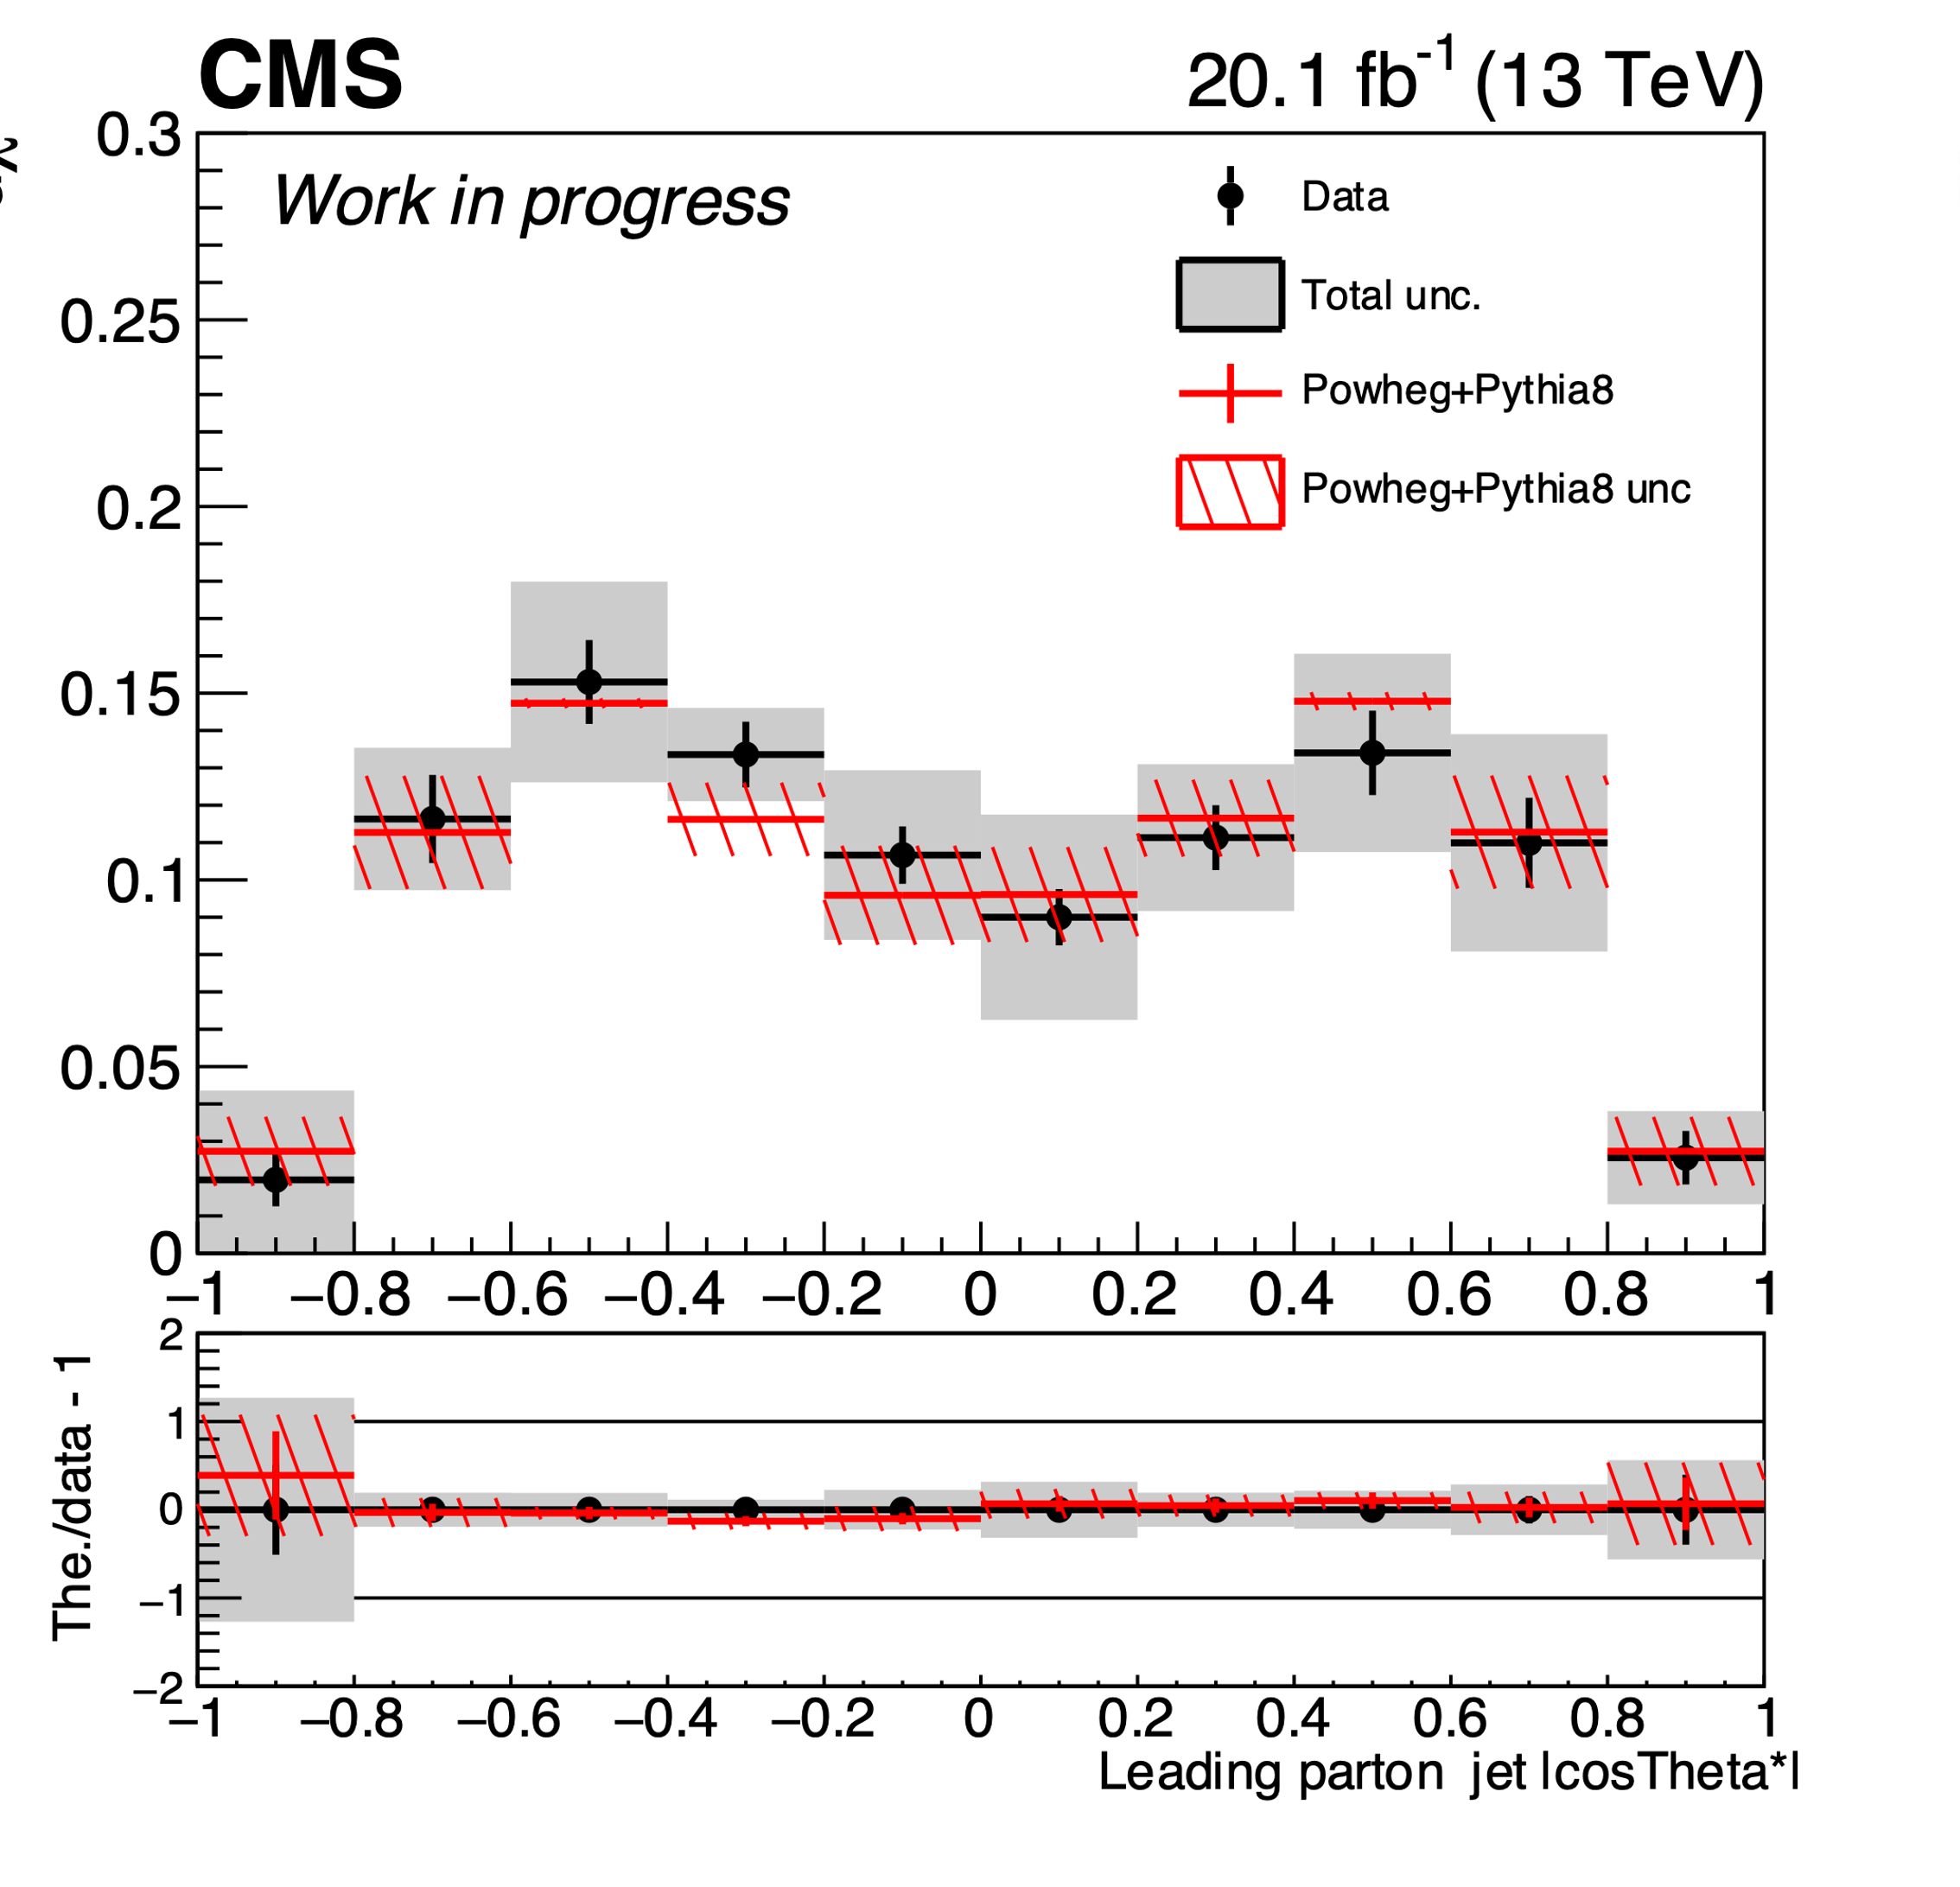 CMS
20.1 fb-1 (13 TeV)
Work in progress
Data
Total unc.
Powheg+Pythia8
Powheg+Pythia8 unc
0.3
0.25
0.2
0.15
0.1
0.05
0
−1 −0.8 −0.6 −0.4 −0.2 0 0.2 0.4 0.6 0.8 1
The./data - 1
2
1
0
−1
−2
−1 −0.8 −0.6 −0.4 −0.2 0 0.2 0.4 0.6 0.8 1
Leading parton jet |cosTheta*|